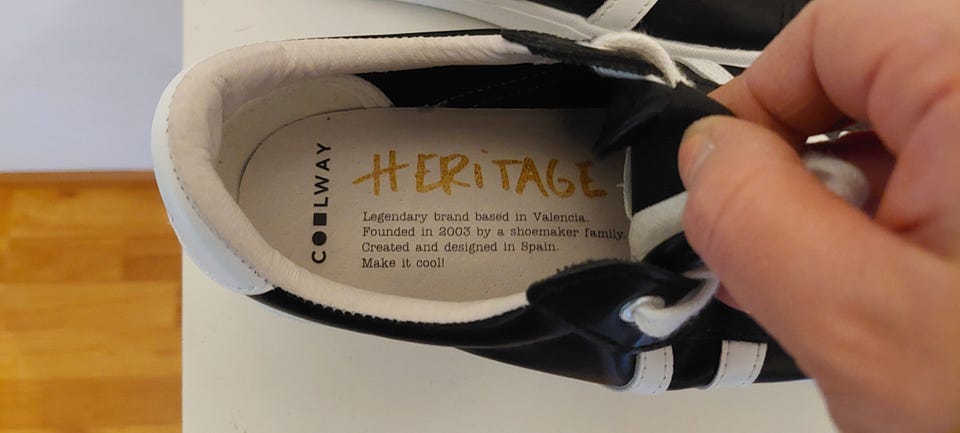 COOLWAY
HERiTAGE
Legendary brand based in Valencia.
Founded in 2003 by a shoemaker family.
Created and designed in Spain.
Make it cool!